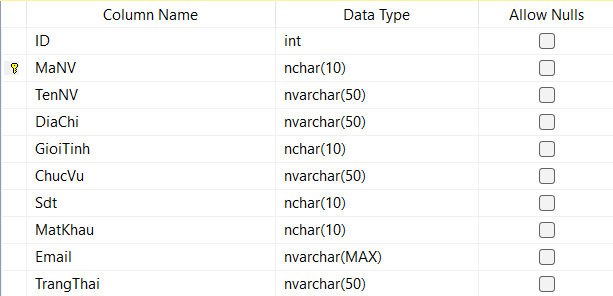 Column Name Data Type Allow Nulls
ID int
MaNV nchar(10)
TenNV nvarchar(50)
DiaChi nvarchar(50)
GioiTinh nchar(10)
ChucVu nvarchar(50)
Sdt nchar(10)
MatKhau nchar(10)
Email nvarchar(MAX)
TrangThai nvarchar(50)